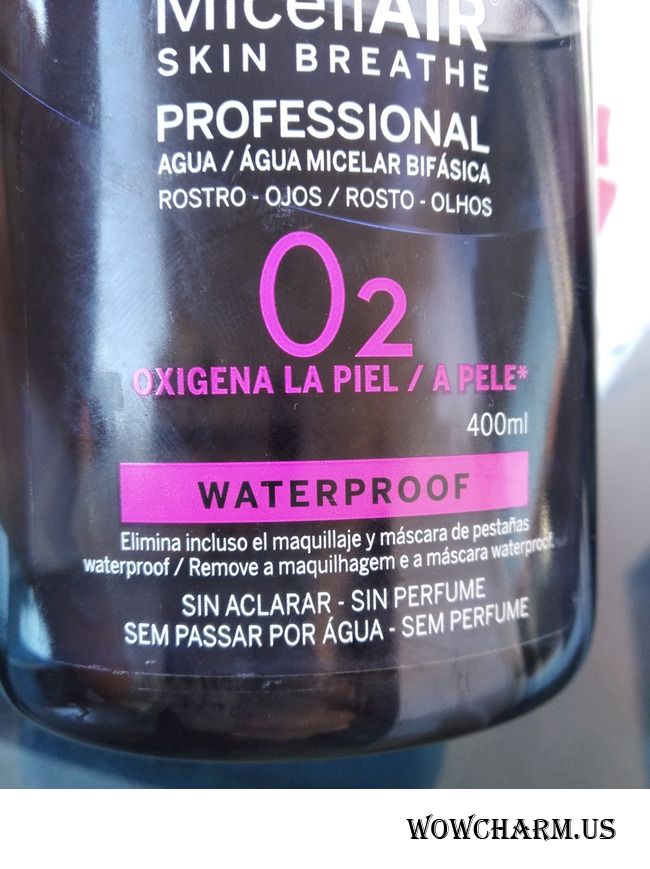 MicellAIR®
SKIN BREATHE
PROFESSIONAL
AGUA / ÁGUA MICELAR BIFÁSICA
ROSTRO - OJOS / ROSTO - OLHOS
O2
OXIGENA LA PIEL / A PELE*
400ml
WATERPROOF
Elimina incluso el maquillaje y máscara de pestañas
waterproof / Remove a maquilhagem e a máscara waterproof.
SIN ACLARAR - SIN PERFUME
SEM PASSAR POR ÁGUA - SEM PERFUME
WOWCHARM.US